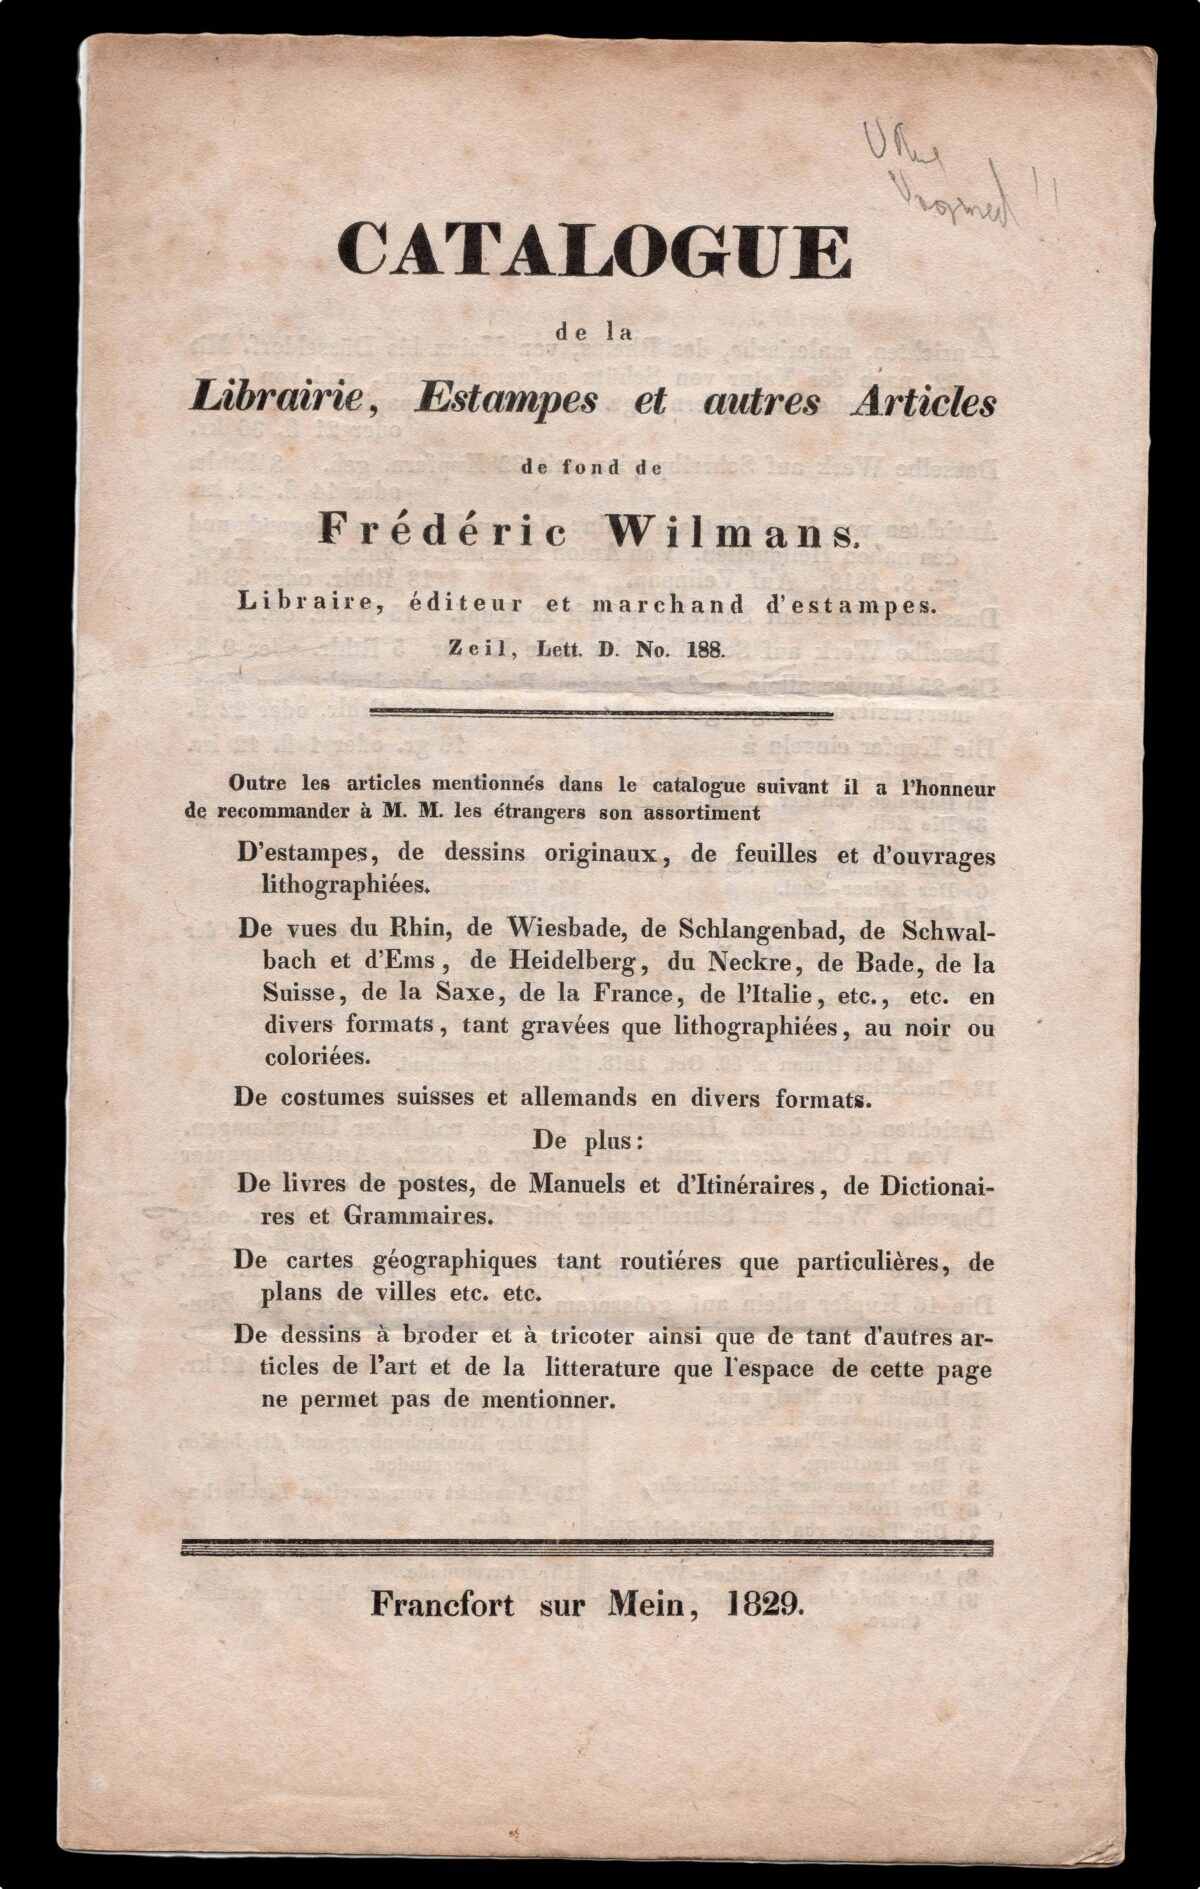 CATALOGUE
de la
Librairie, Estampes et autres Articles
de fond de
Frédéric Wilmans.
Libraire, éditeur et marchand d'estampes.
Zeil, Lett. D. No. 188.
Outre les articles mentionnés dans le catalogue suivant il a l'honneur
de recommander à M. M. les étrangers son assortiment
D'estampes, de dessins originaux, de feuilles et d'ouvrages
lithographiées.
De vues du Rhin, de Wiesbade, de Schlangenbad, de Schwal-
bach et d'Ems, de Heidelberg, du Neckre, de Bade, de la
Suisse, de la Saxe, de la France, de l'Italie, etc., etc. en
divers formats, tant gravées que lithographiées, au noir ou
coloriées.
De costumes suisses et allemands en divers formats.
De plus:
De livres de postes, de Manuels et d'Itinéraires, de Dictionai-
res et Grammaires.
De cartes géographiques tant routiéres que particulières, de
plans de villes etc. etc.
De dessins à broder et à tricoter ainsi que de tant d'autres ar-
ticles de l'art et de la litterature que l'espace de cette page
ne permet pas de mentionner.
Francfort sur Mein, 1829.